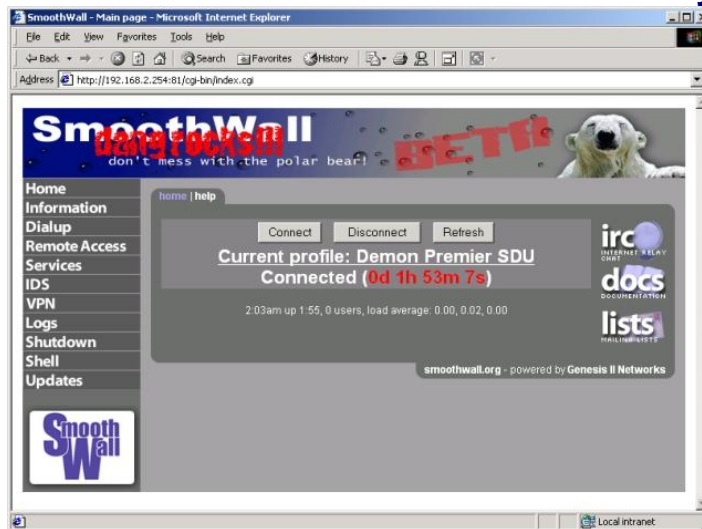 SmoothWall - Main page - Microsoft Internet Explorer
File Edit View Favorites Tools Help
Back Search Favorites History
Address http://192.168.2.254:81/cgi-bin/index.cgi
SmoothWall
dangrocks!!!
don't mess with the polar bear!
BETA
Home
Information
Dialup
Remote Access
Services
IDS
VPN
Logs
Shutdown
Shell
Updates
home | help
Connect Disconnect Refresh
Current profile: Demon Premier SDU
Connected (0d 1h 53m 7s)
2:03am up 1:55, 0 users, load average: 0.00, 0.02, 0.00
irc
INTERNET RELAY
CHAT
docs
DOCUMENTATION
lists
MAILING LISTS
smoothwall.org - powered by Genesis II Networks
Smooth
Wall
Local intranet